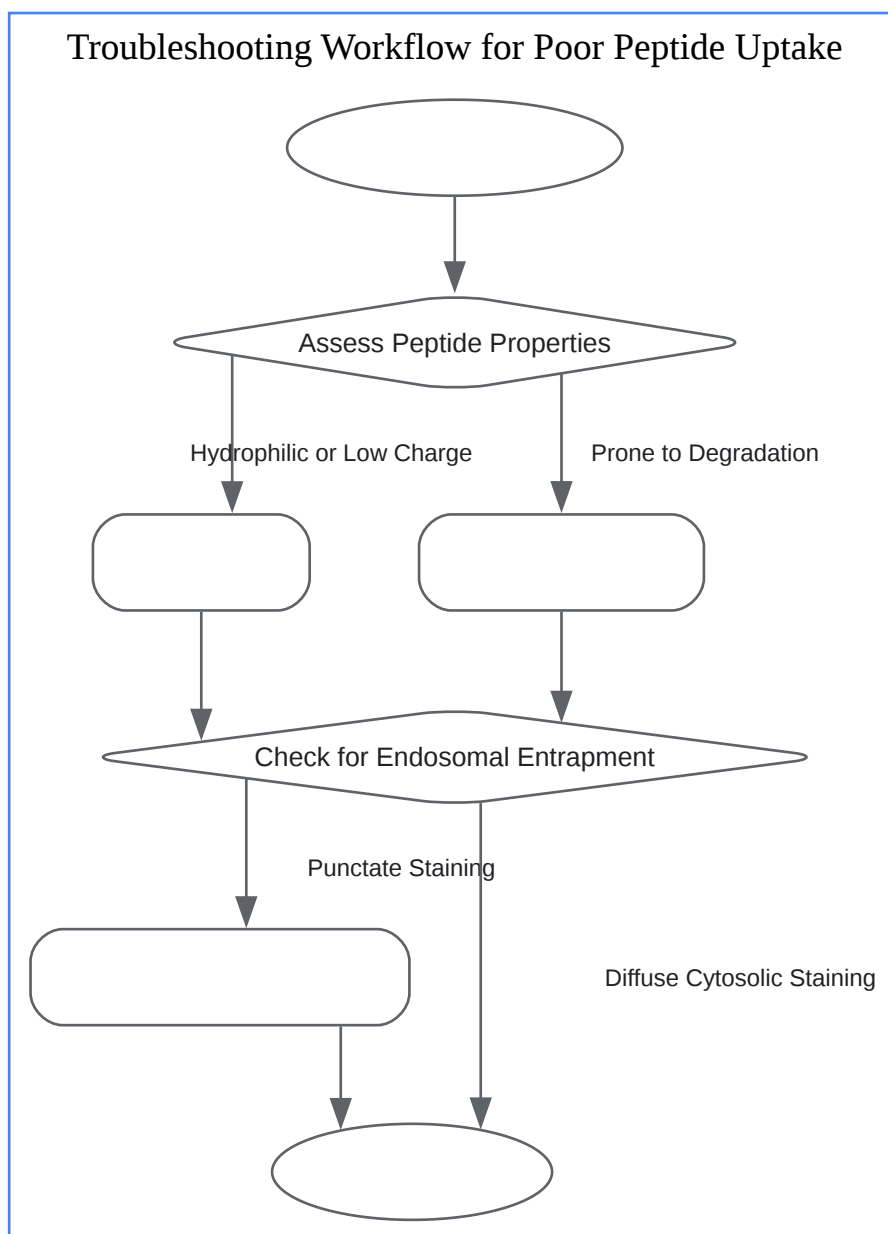 Troubleshooting Workflow for Poor Peptide Uptake
Assess Peptide Properties
Hydrophilic or Low Charge
Prone to Degradation
Check for Endosomal Entrapment
Punctate Staining
Diffuse Cytosolic Staining